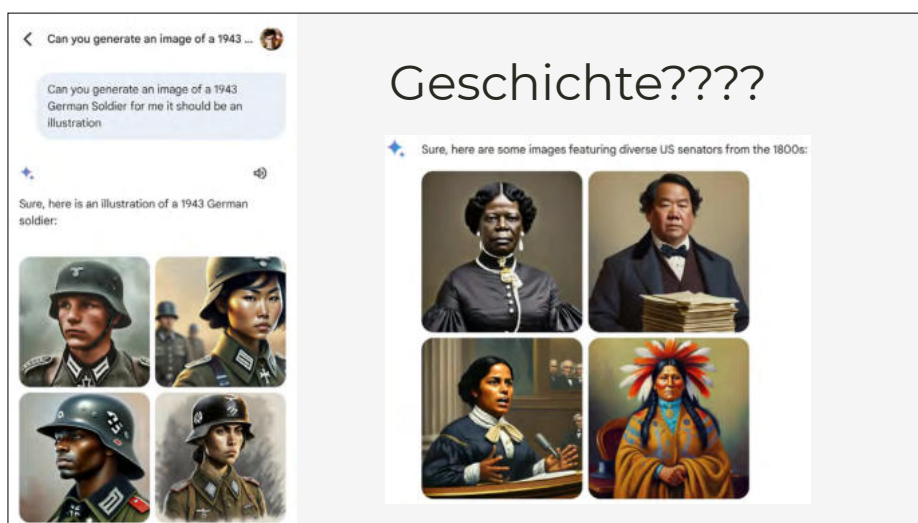 Can you generate an image of a 1943 ...
Can you generate an image of a 1943
German Soldier for me it should be an
illustration
Sure, here is an illustration of a 1943 German
soldier:
Geschichte????
Sure, here are some images featuring diverse US senators from the 1800s: